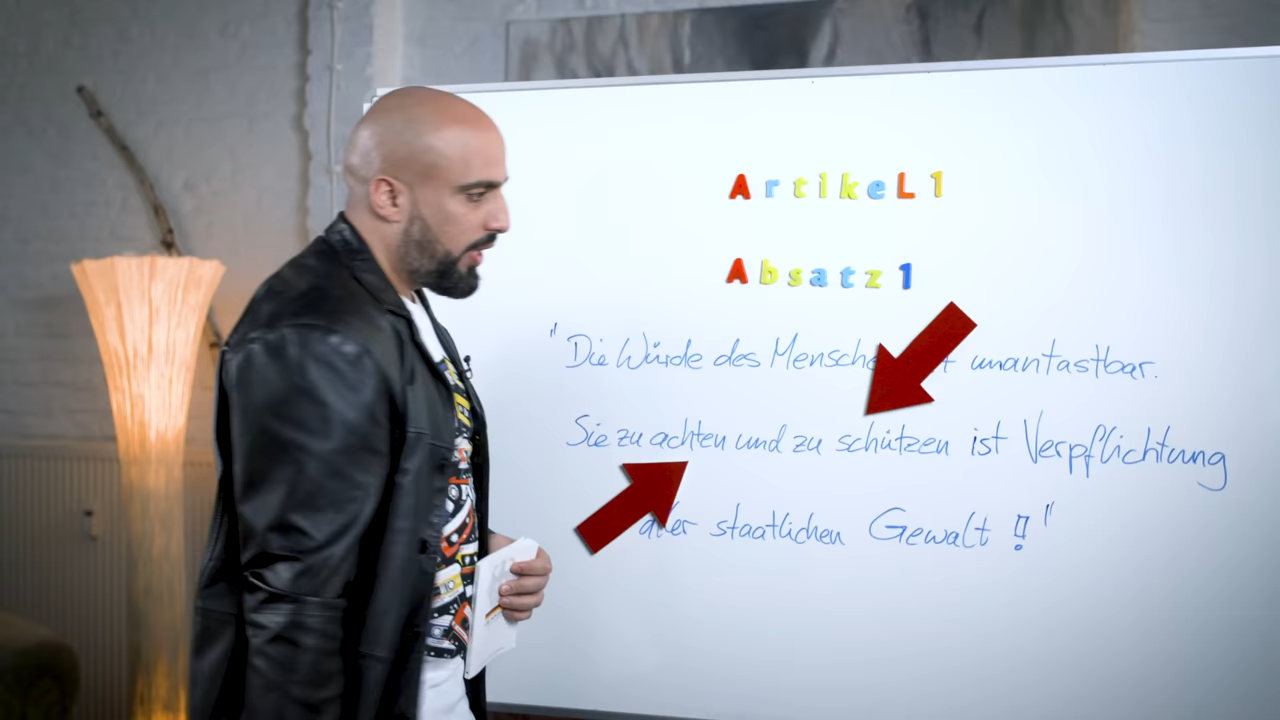 ArtikeL 1
Absatz 1
"Die Würde des Mensche unantastbar.
Sie zu achten und zu schützen ist Verpflichtung
aller staatlichen Gewalt !"